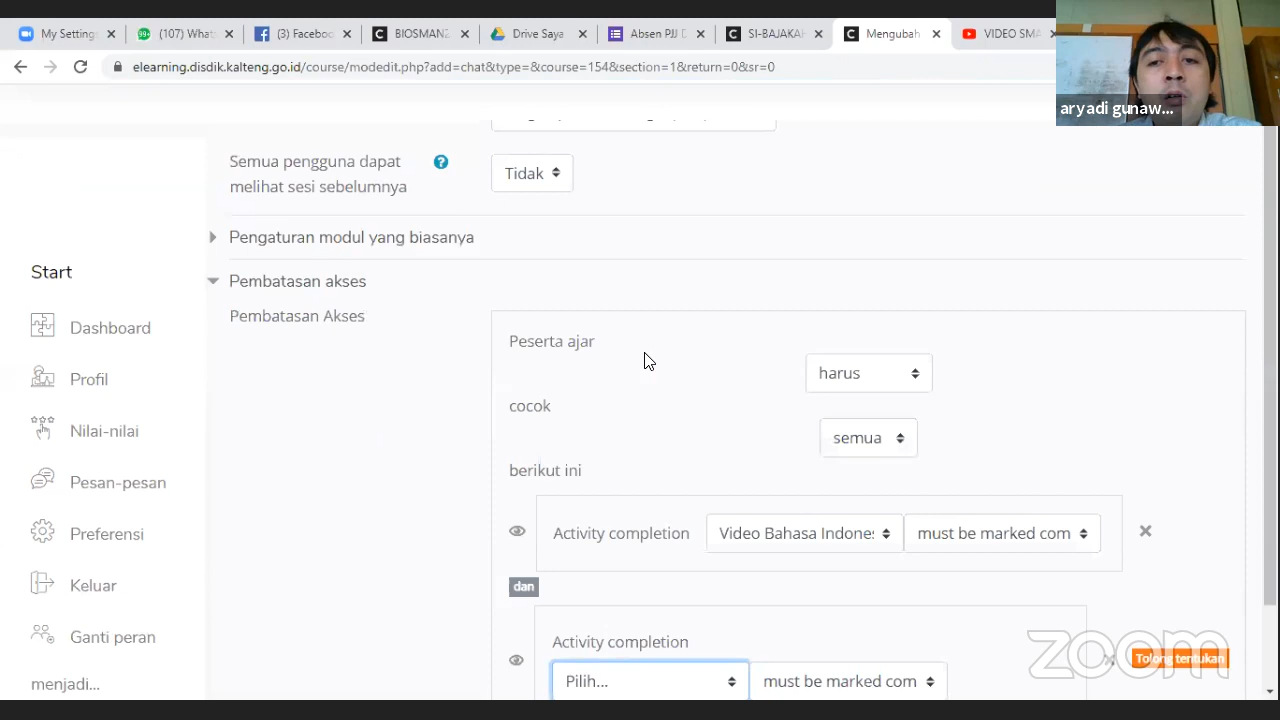 My Setting
(107) What
(3) Faceboo
BIOSMANZ
Drive Saya
Absen PJJ D
SI-BAJAKAH
Mengubah
VIDEO SMA
elearning.disdik.kalteng.go.id/course/modedit.php?add=chat&type=&course=154&section=1&return=0&sr=0
aryadi gunaw...
Semua pengguna dapat
melihat sesi sebelumnya
Tidak
Pengaturan modul yang biasanya
Start
Pembatasan akses
Pembatasan Akses
Dashboard
Peserta ajar
harus
Profil
cocok
Nilai-nilai
semua
berikut ini
Pesan-pesan
Preferensi
Activity completion
Video Bahasa Indones
must be marked com
Keluar
dan
Ganti peran
Activity completion
zoom
Tolong tentukan
menjadi...
Pilih...
must be marked com